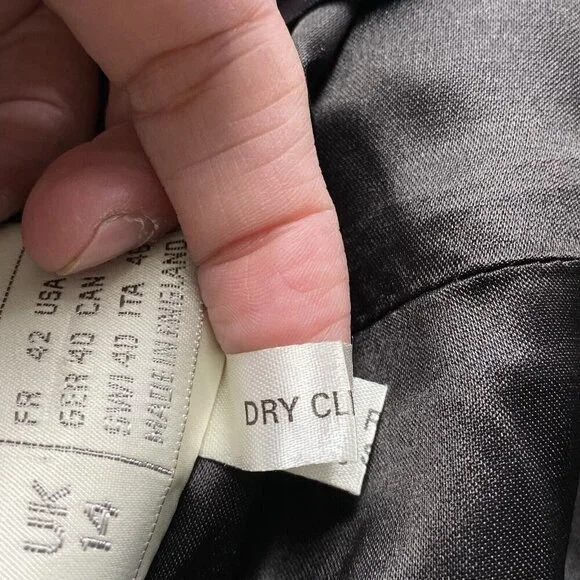 FR 42 USA
GER 40 CAN
SWI 40 ITA
MADE IN ENGLAND
UK 14
DRY CL